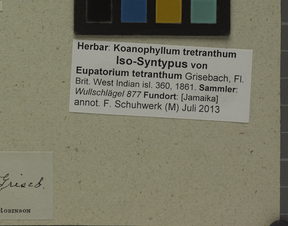 Herbar: Koanophyllum tretranthum
Iso-Syntypus von
Eupatorium tetranthum Grisebach, Fl.
Brit. West Indian isl. 360, 1861. Sammler:
Wullschlägel 877 Fundort: [Jamaika]
annot. F. Schuhwerk (M) Juli 2013
Griseb.
ROBINSON